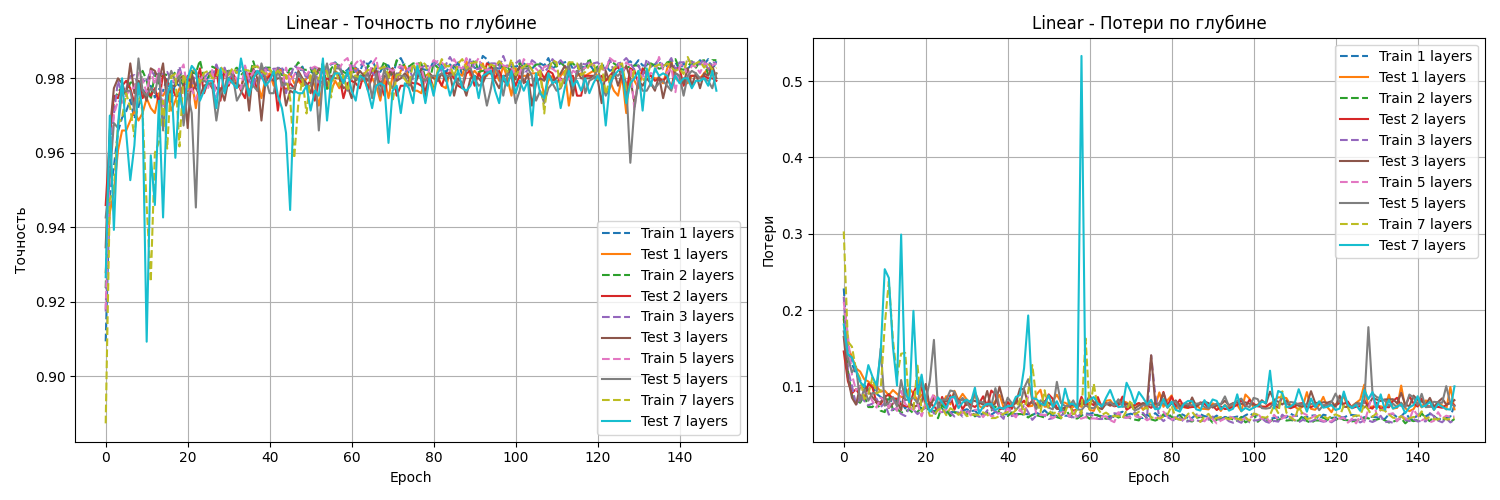 Linear - Точность по глубине
0.98
0.96
0.94
0.92
0.90
Точность
0
20
40
60
80
100
120
140
Epoch
Train 1 layers
Test 1 layers
Train 2 layers
Test 2 layers
Train 3 layers
Test 3 layers
Train 5 layers
Test 5 layers
Train 7 layers
Test 7 layers
Linear - Потери по глубине
0.5
0.4
0.3
0.2
0.1
Потери
0
20
40
60
80
100
120
140
Epoch
Train 1 layers
Test 1 layers
Train 2 layers
Test 2 layers
Train 3 layers
Test 3 layers
Train 5 layers
Test 5 layers
Train 7 layers
Test 7 layers